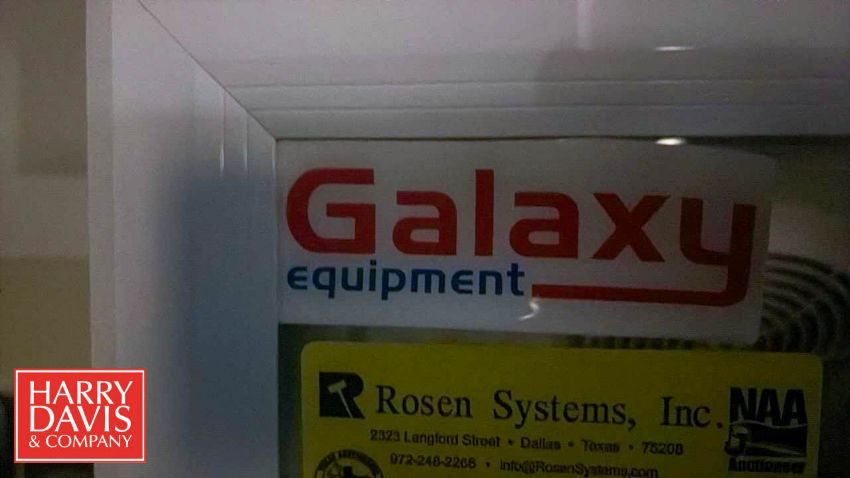 Galaxy
equipment
Rosen Systems, Inc.
NAA
Auctioneer
2323 Langford Street • Dallas • Texas • 75208
972-248-2266 • Info@RosenSystems.com
HARRY
DAVIS
& COMPANY